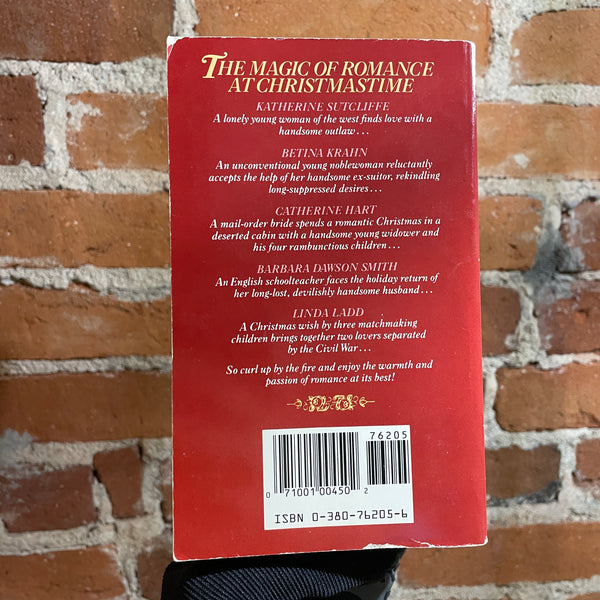 THE MAGIC OF ROMANCE
AT CHRISTMASTIME
KATHERINE SUTCLIFFE
A lonely young woman of the west finds love with a
handsome outlaw...
BETINA KRAHN
An unconventional young noblewoman reluctantly
accepts the help of her handsome ex-suitor, rekindling
long-suppressed desires...
CATHERINE HART
A mail-order bride spends a romantic Christmas in a
deserted cabin with a handsome young widower and
his four rambunctious children...
BARBARA DAWSON SMITH
An English schoolteacher faces the holiday return of
her long-lost, devilishly handsome husband...
LINDA LADD
A Christmas wish by three matchmaking
children brings together two lovers separated
by the Civil War...
So curl up by the fire and enjoy the warmth and
passion of romance at its best!
76205
0 71001 00450 2
ISBN 0-380-76205-6